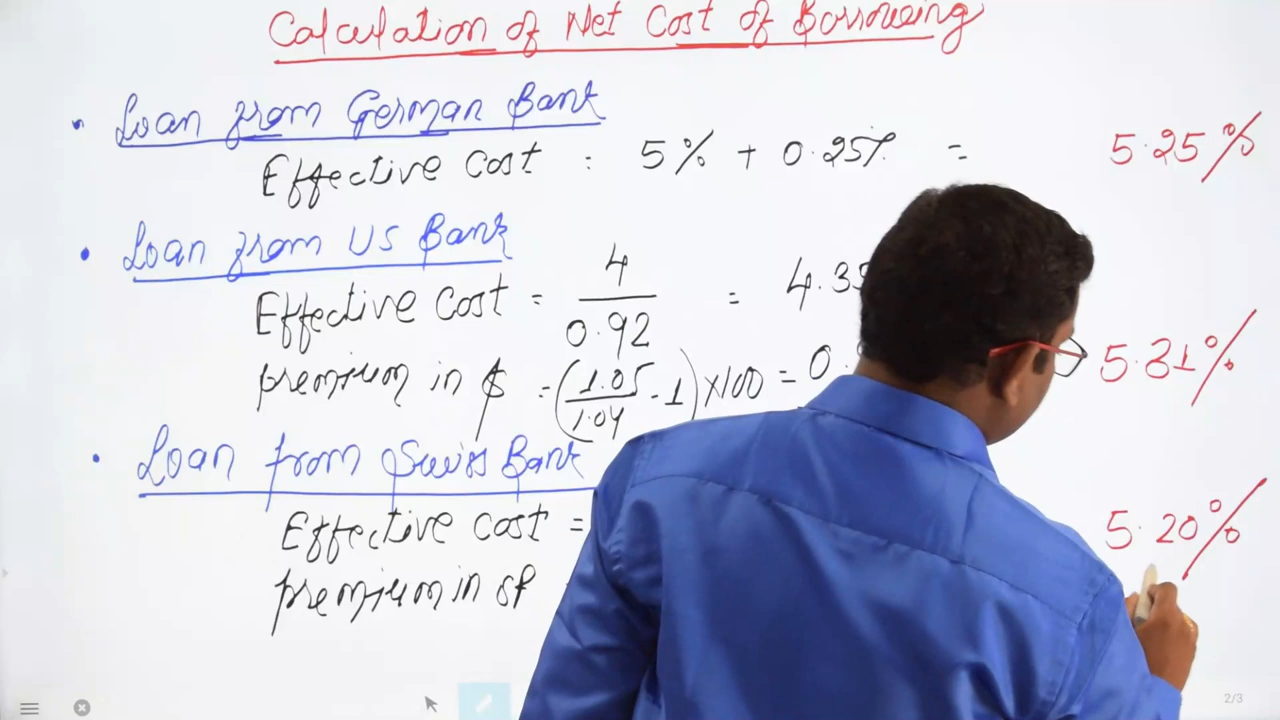 Calculation of Net Cost of Borrowing
• Loan from German Bank
Effective Cost : 5% + 0.25% = 5.25%
• Loan from US Bank
Effective Cost = 4/0.92 = 4.35
premium in $ = (1.05/1.04 - 1) × 100 = 0. 5.31%
• Loan from Swiss Bank
Effective cost = 5.20%
premium in sf
2/3